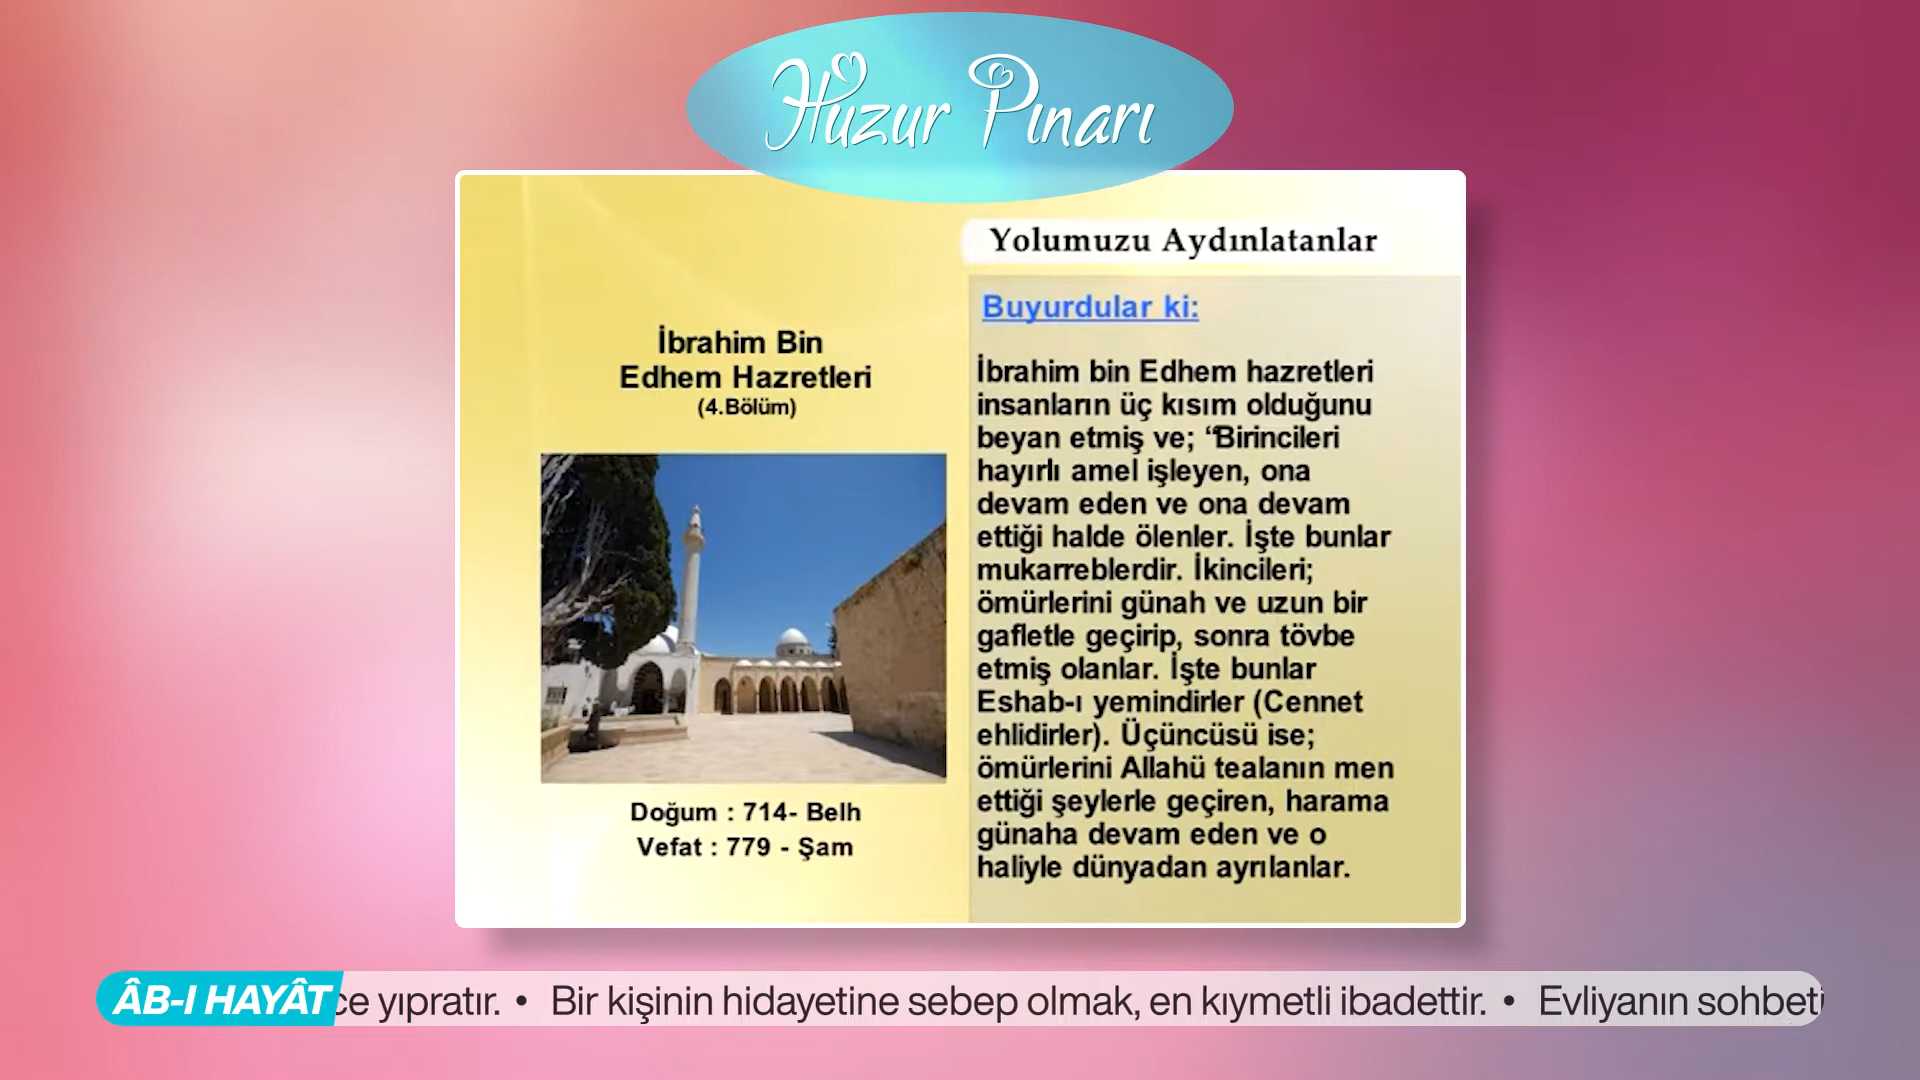 Huzur Pınarı
Yolumuzu Aydınlatanlar
İbrahim Bin
Edhem Hazretleri
(4.Bölüm)
Doğum : 714- Belh
Vefat : 779 - Şam
Buyurdular ki:
İbrahim bin Edhem hazretleri
insanların üç kısım olduğunu
beyan etmiş ve; “Birincileri
hayırlı amel işleyen, ona
devam eden ve ona devam
ettiği halde ölenler. İşte bunlar
mukarreblerdir. İkincileri;
ömürlerini günah ve uzun bir
gafletle geçirip, sonra tövbe
etmiş olanlar. İşte bunlar
Eshab-ı yemindirler (Cennet
ehlidirler). Üçüncüsü ise;
ömürlerini Allahü tealanın men
ettiği şeylerle geçiren, harama
günaha devam eden ve o
haliyle dünyadan ayrılanlar.
ÂB-I HAYÂT yıpratır. • Bir kişinin hidayetine sebep olmak, en kıymetli ibadettir. • Evliyanın sohbeti